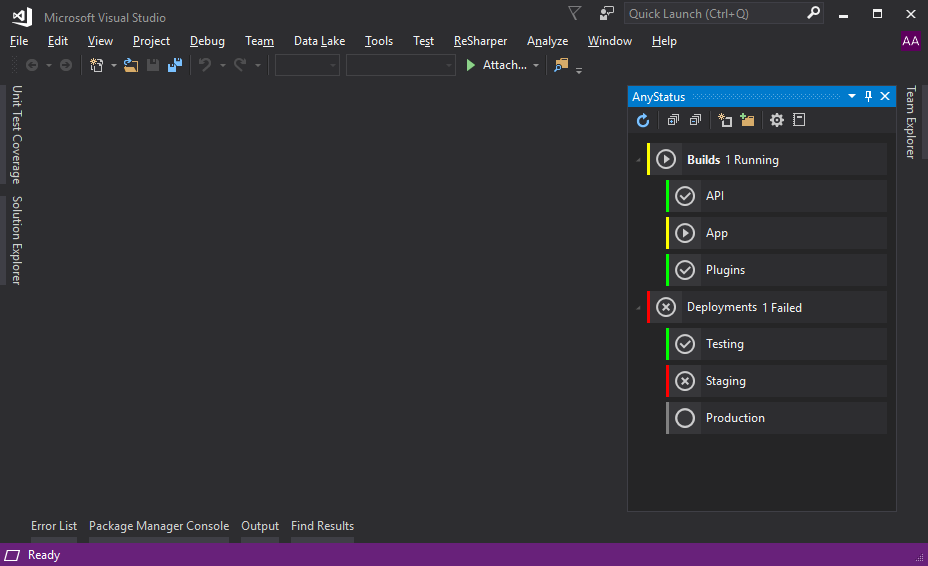 Microsoft Visual Studio
Quick Launch (Ctrl+Q)
File Edit View Project Debug Team Data Lake Tools Test ReSharper Analyze Window Help
AA
Attach...
Unit Test Coverage
Solution Explorer
AnyStatus
Builds 1 Running
API
App
Plugins
Deployments 1 Failed
Testing
Staging
Production
Team Explorer
Error List Package Manager Console Output Find Results
Ready